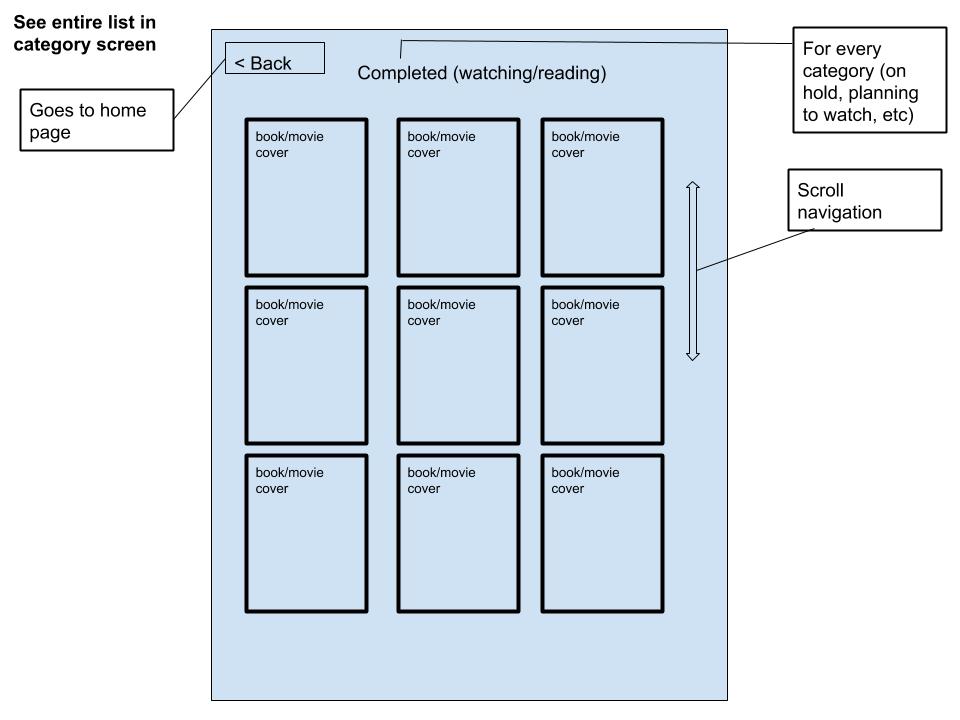 See entire list in
category screen
< Back
Completed (watching/reading)
For every
category (on
hold, planning
to watch, etc)
Goes to home
page
book/movie
cover
book/movie
cover
book/movie
cover
Scroll
navigation
book/movie
cover
book/movie
cover
book/movie
cover
book/movie
cover
book/movie
cover
book/movie
cover